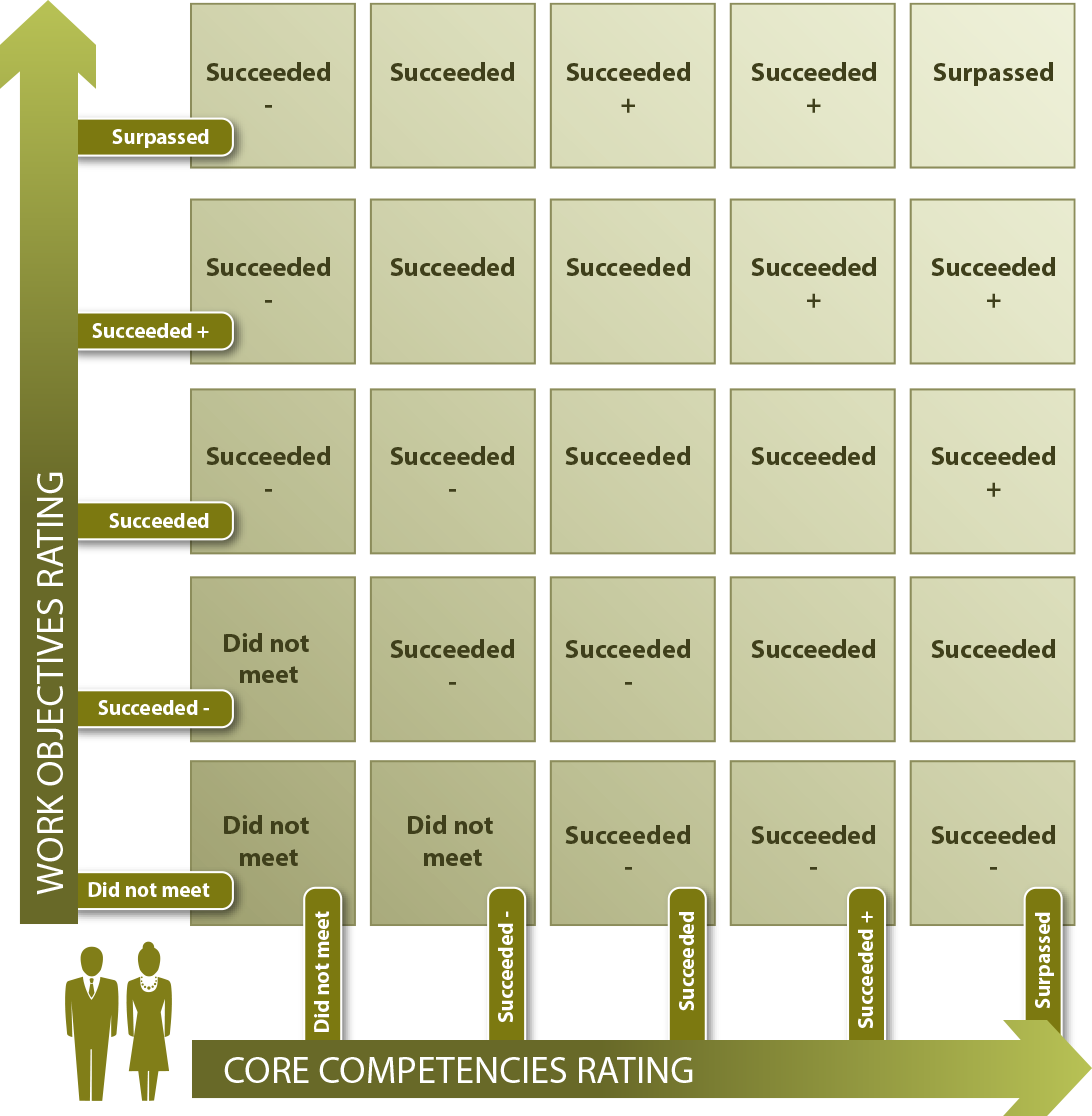 Succeeded
-
Succeeded
Succeeded
+
Succeeded
+
Surpassed
Surpassed
Succeeded
-
Succeeded
Succeeded
Succeeded
+
Succeeded
+
Succeeded +
Succeeded
-
Succeeded
-
Succeeded
Succeeded
Succeeded
+
Succeeded
Did not
meet
Succeeded
-
Succeeded
-
Succeeded
Succeeded
Succeeded -
Did not
meet
Did not
meet
Succeeded
-
Succeeded
-
Succeeded
-
Did not meet
WORK OBJECTIVES RATING
Did not meet
Succeeded -
Succeeded
Succeeded +
Surpassed
CORE COMPETENCIES RATING